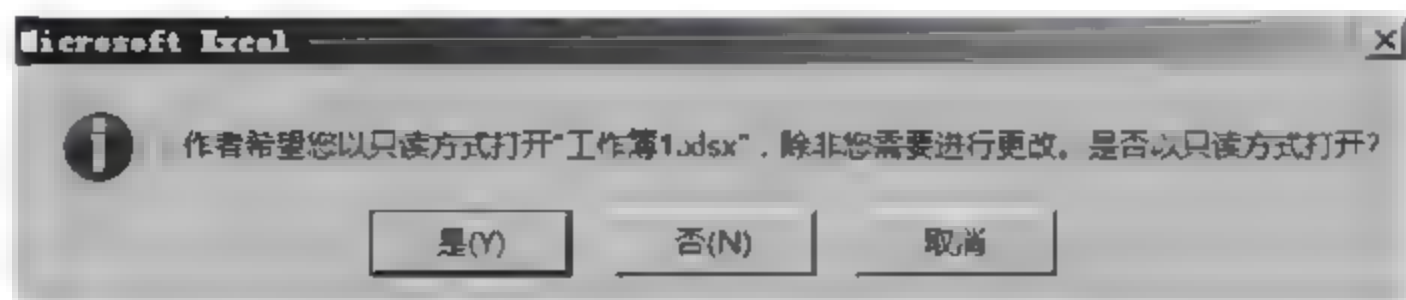 Microsoft Excel
作者希望您以只读方式打开"工作簿1.xlsx"，除非您需要进行更改。是否以只读方式打开?
是(Y)
否(N)
取消